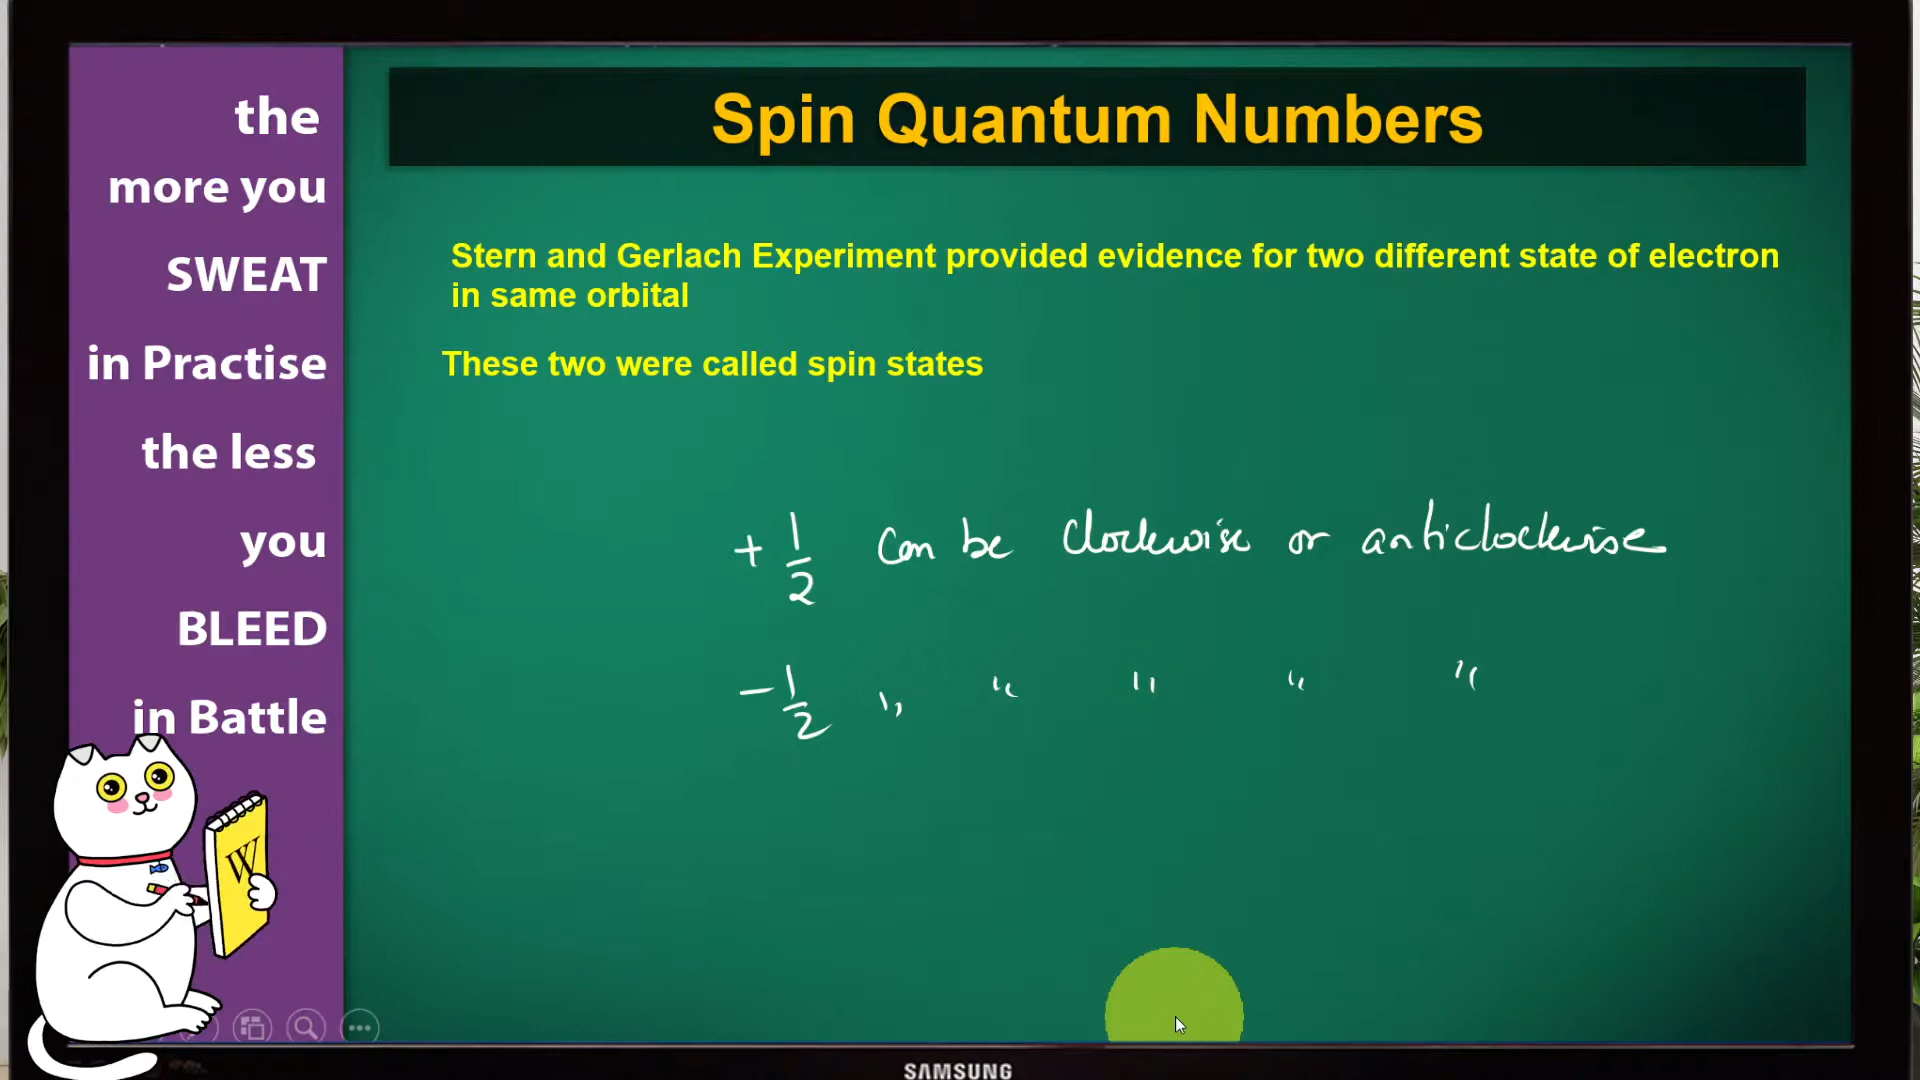 the
more you
SWEAT
in Practise
the less
you
BLEED
in Battle
W
Spin Quantum Numbers
Stern and Gerlach Experiment provided evidence for two different state of electron
in same orbital
These two were called spin states
+ 1/2 can be clockwise or anticlockwise
- 1/2 " " " " "
SAMSUNG